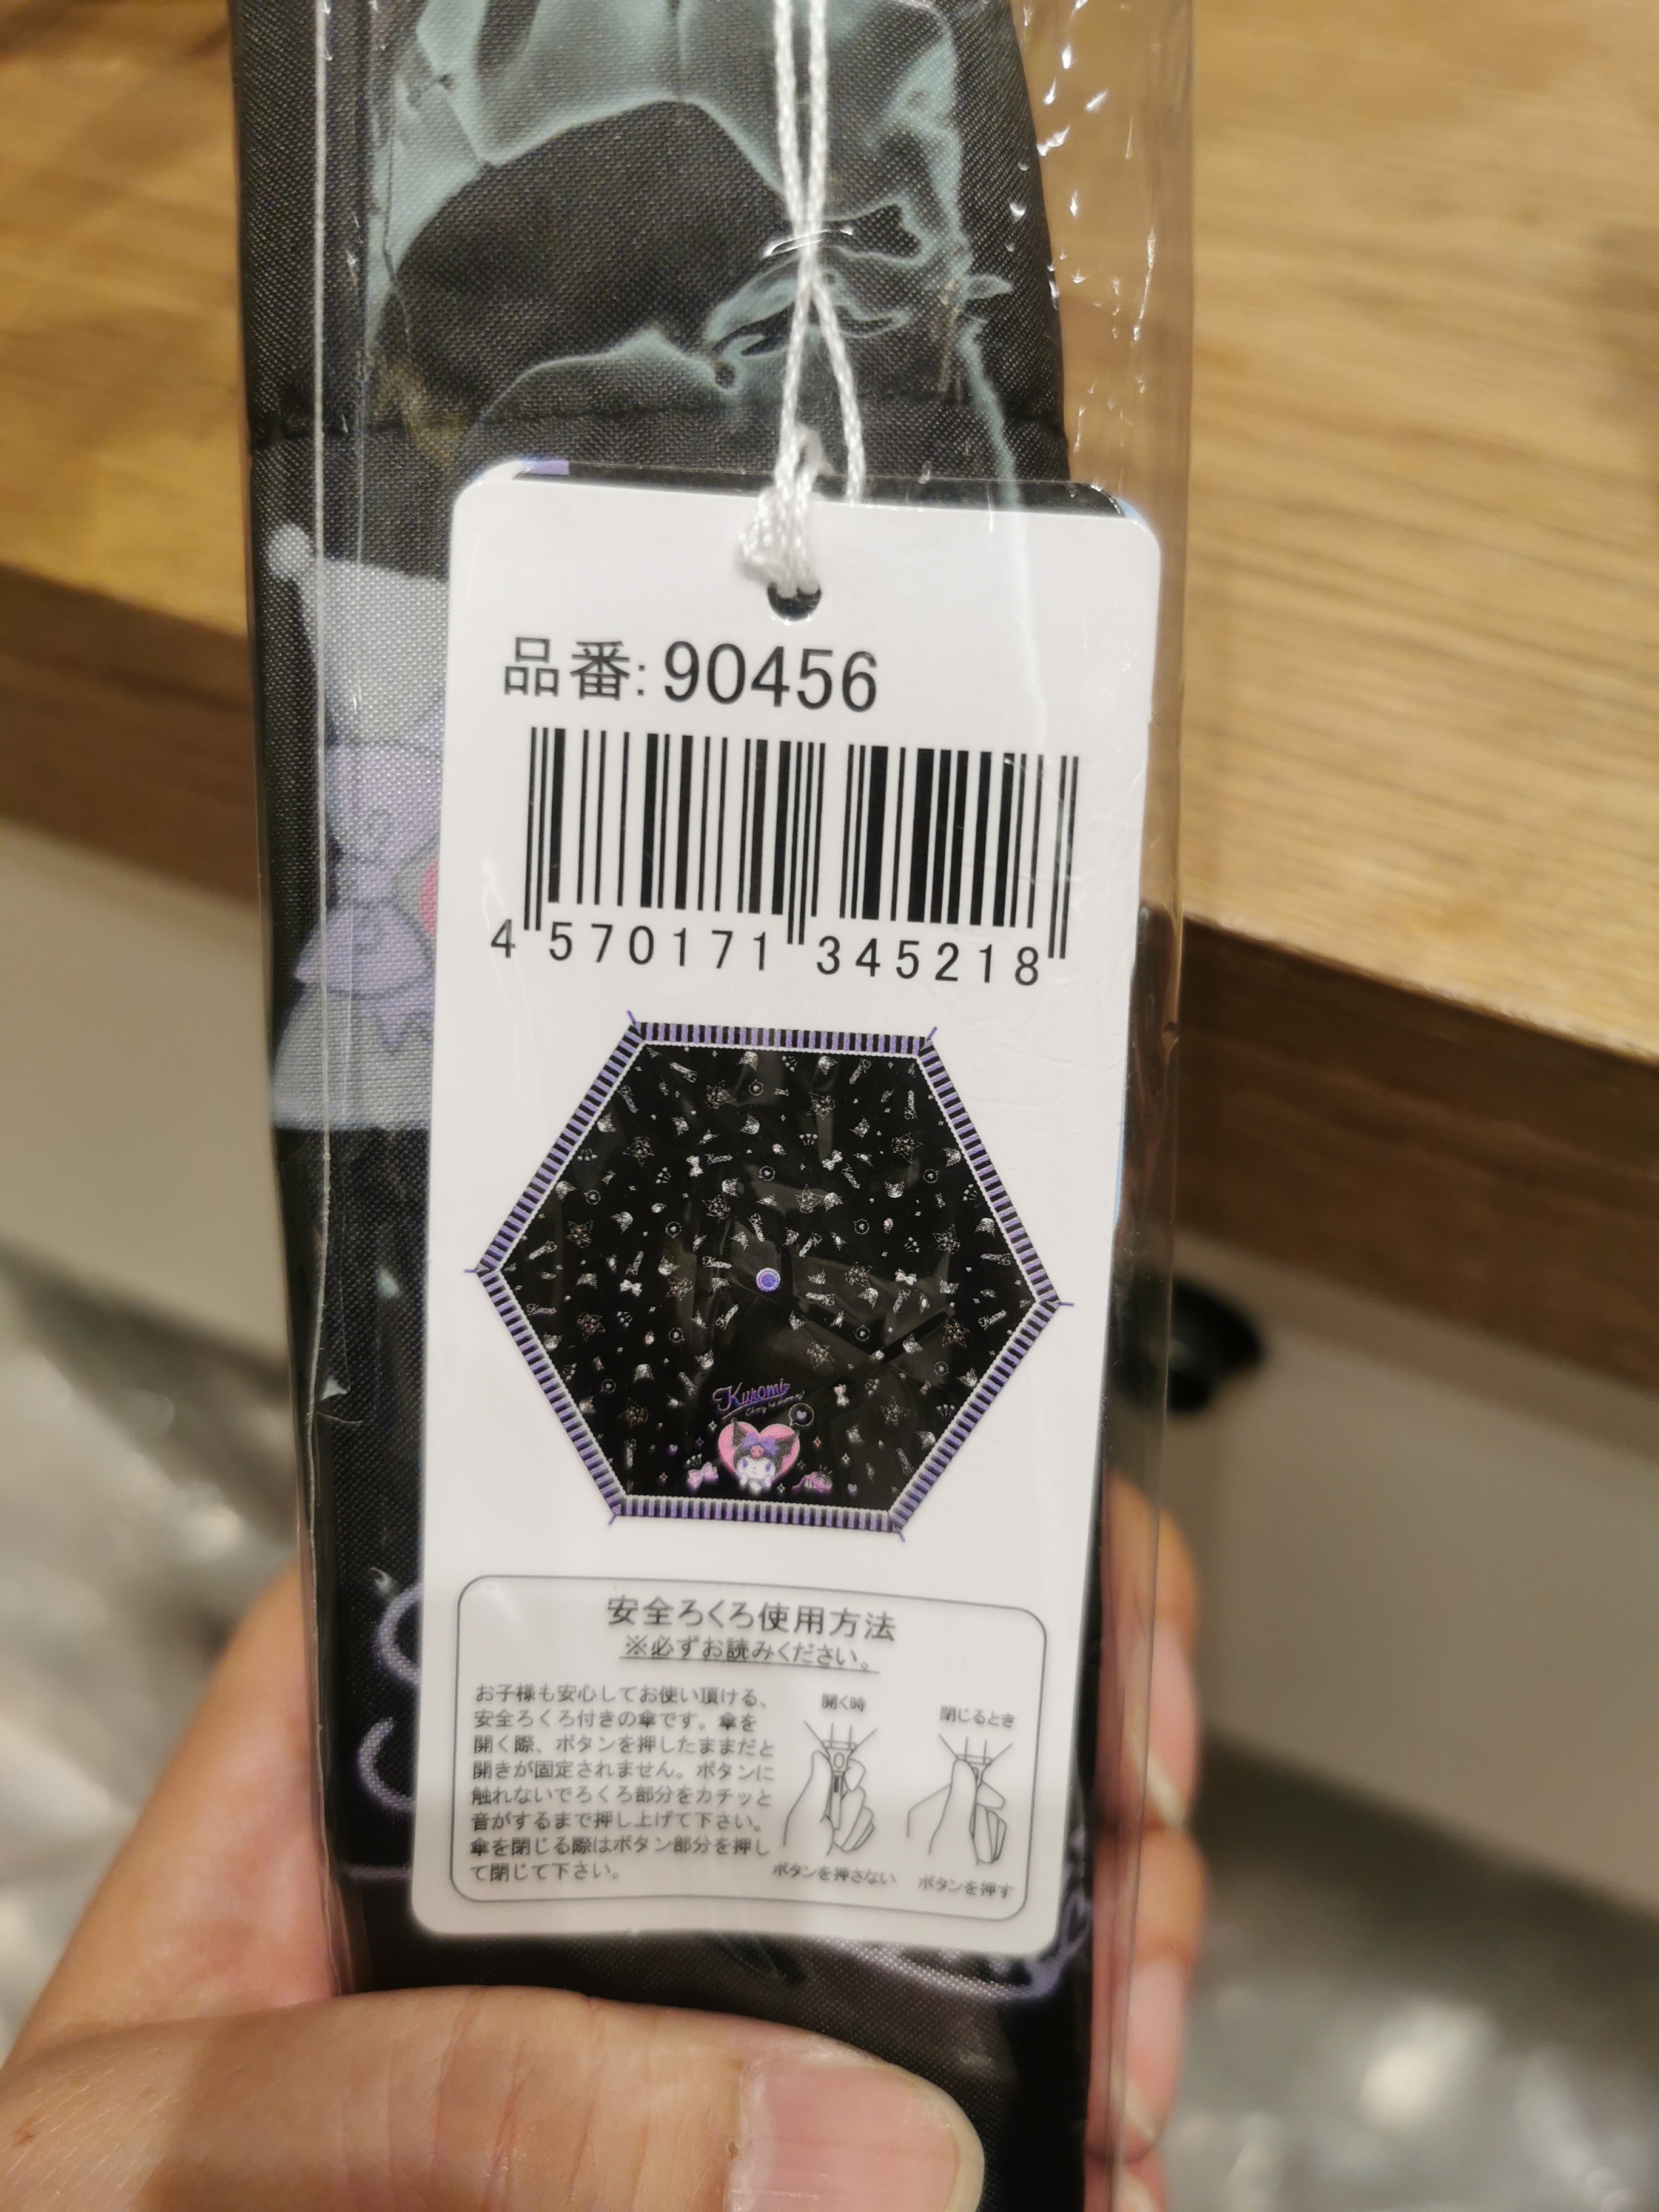 品番: 90456
4 570171 345218
Kuromi
安全ろくろ使用方法
※必ずお読みください。
お子様も安心してお使い頂ける、
安全ろくろ付きの傘です。傘を
開く際、ボタンを押したままだと
開きが固定されません。ボタンに
触れないでろくろ部分をカチッと
音がするまで押し上げて下さい。
傘を閉じる際はボタン部分を押し
て閉じて下さい。
開く時
ボタンを押さない
閉じるとき
ボタンを押す